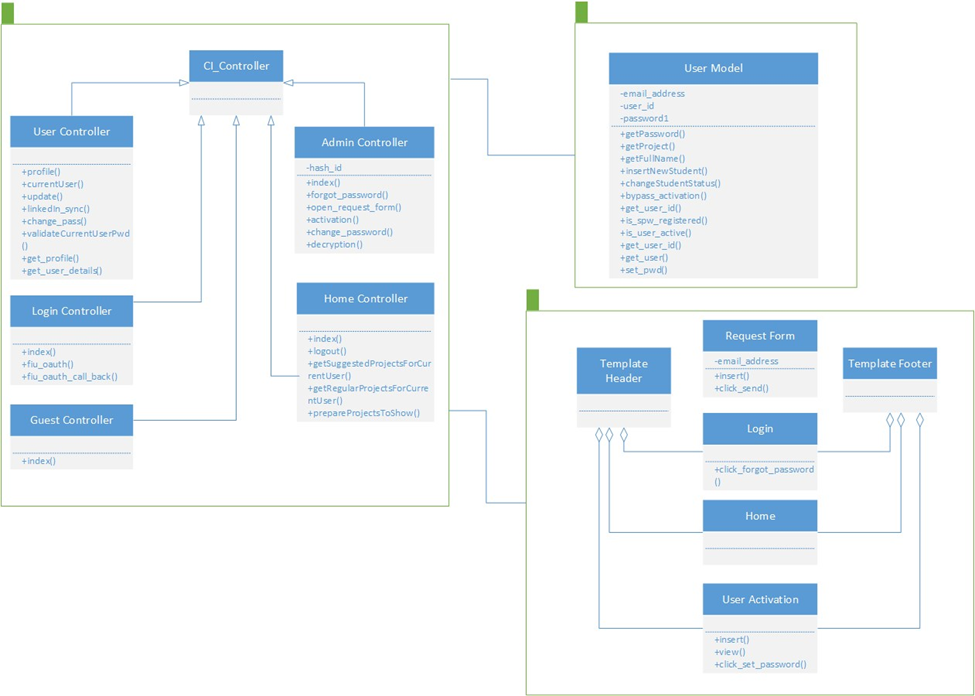 CI_Controller
User Controller
+profile()
+currentUser()
+update()
+linkedIn_sync()
+change_pass()
+validateCurrentUserPwd
()
+get_profile()
+get_user_details()
Admin Controller
-hash_id
+index()
+forgot_password()
+open_request_form()
+activation()
+change_password()
+decryption()
Login Controller
+index()
+fiu_oauth()
+fiu_oauth_call_back()
Home Controller
+index()
+logout()
+getSuggestedProjectsForCur
rentUser()
+getRegularProjectsForCurre
ntUser()
+prepareProjectsToShow()
Guest Controller
+index()
User Model
-email_address
-user_id
-password1
+getPassword()
+getProject()
+getFullName()
+insertNewStudent()
+changeStudentStatus()
+bypass_activation()
+get_user_id()
+is_spw_registered()
+is_user_active()
+get_user_id()
+get_user()
+set_pwd()
Template
Header
Request Form
-email_address
+insert()
+click_send()
Template Footer
Login
+click_forgot_password
()
Home
User Activation
+insert()
+view()
+click_set_password()